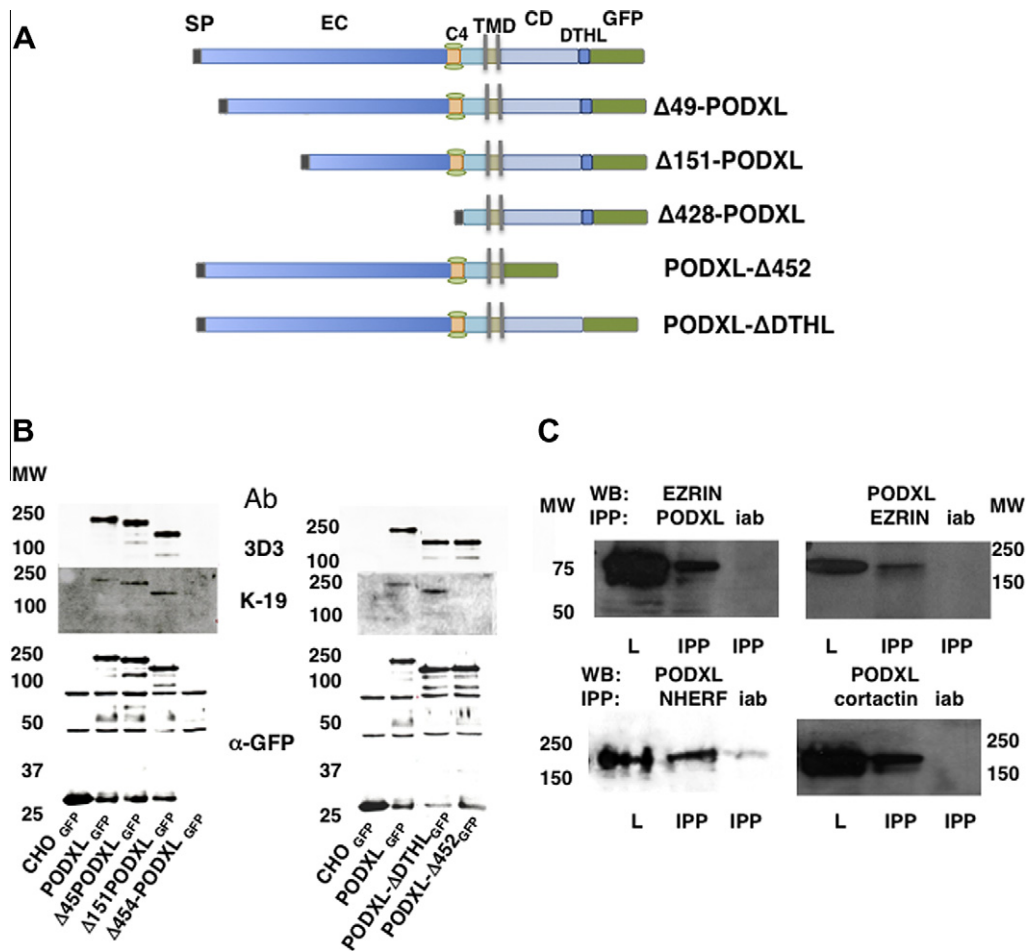 A
SP EC C4 TMD CD DTHL GFP
Δ49-PODXL
Δ151-PODXL
Δ428-PODXL
PODXL-Δ452
PODXL-ΔDTHL
B
MW
250
100
250
100
250
100
50
37
25
Ab
3D3
K-19
α-GFP
250
100
250
100
250
100
50
37
25
CHO GFP
PODXL GFP
Δ45PODXL GFP
Δ151PODXL GFP
Δ454-PODXL GFP
CHO GFP
PODXL GFP
PODXL-ΔDTHL GFP
PODXL-Δ452 GFP
C
MW
WB: EZRIN
IPP: PODXL iab
75
50
L IPP IPP
PODXL
EZRIN iab
MW
250
150
L IPP IPP
WB: PODXL
IPP: NHERF iab
250
150
L IPP IPP
PODXL
cortactin iab
250
150
L IPP IPP